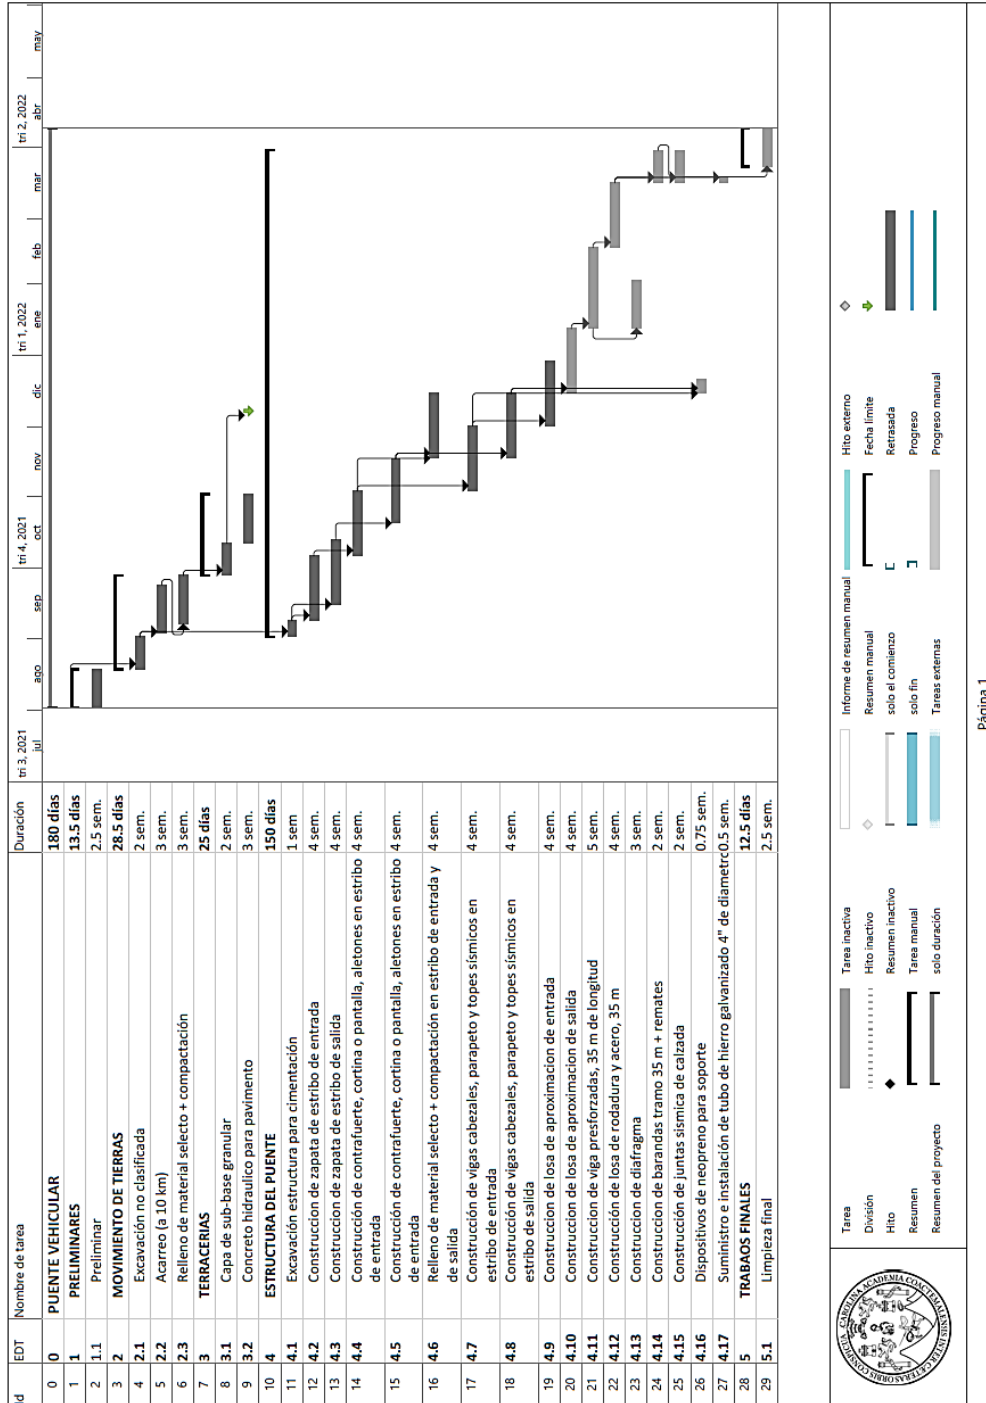 Id EDT Nombre de tarea Duración tri 3, 2021 tri 4, 2021 tri 1, 2022 tri 2, 2022
jul ago sep oct nov dic ene feb mar abr may
0 0 PUENTE VEHICULAR 180 días
1 1 PRELIMINARES 13.5 días
2 1.1 Preliminar 2.5 sem.
3 2 MOVIMIENTO DE TIERRAS 28.5 días
4 2.1 Excavación no clasificada 2 sem.
5 2.2 Acarreo (a 10 km) 3 sem.
6 2.3 Relleno de material selecto + compactación 3 sem.
7 3 TERRACERIAS 25 días
8 3.1 Capa de sub-base granular 2 sem.
9 3.2 Concreto hidraulico para pavimento 3 sem.
10 4 ESTRUCTURA DEL PUENTE 150 días
11 4.1 Excavación estructura para cimentación 1 sem
12 4.2 Construccion de zapata de estribo de entrada 4 sem.
13 4.3 Construcción de zapata de estribo de salida 4 sem.
14 4.4 Construcción de contrafuerte, cortina o pantalla, aletones en estribo 4 sem.
de entrada
15 4.5 Construcción de contrafuerte, cortina o pantalla, aletones en estribo 4 sem.
de entrada
16 4.6 Relleno de material selecto + compactación en estribo de entrada y 4 sem.
de salida
17 4.7 Construcción de vigas cabezales, parapeto y topes sísmicos en 4 sem.
estribo de entrada
18 4.8 Construcción de vigas cabezales, parapeto y topes sísmicos en 4 sem.
estribo de salida
19 4.9 Construcción de losa de aproximacion de entrada 4 sem.
20 4.10 Construcción de losa de aproximacion de salida 4 sem.
21 4.11 Construcción de viga presforzadas, 35 m de longitud 5 sem.
22 4.12 Construcción de losa de rodadura y acero, 35 m 4 sem.
23 4.13 Construcción de diafragma 3 sem.
24 4.14 Construcción de barandas tramo 35 m + remates 2 sem.
25 4.15 Construcción de juntas sismica de calzada 2 sem.
26 4.16 Dispositivos de neopreno para soporte 0.75 sem.
27 4.17 Suministro e instalación de tubo de hierro galvanizado 4" de diametro 0.5 sem.
28 5 TRABAOS FINALES 12.5 días
29 5.1 Limpieza final 2.5 sem.
Tarea Tarea inactiva Informe de resumen manual Hito externo
División Hito inactivo Resumen manual Fecha límite
Hito Resumen inactivo solo el comienzo Retrasada
Resumen Tarea manual solo fin Progreso
Resumen del proyecto solo duración Tareas externas Progreso manual
CAROLINA ACADEMIA COACTEMALENSIS INTER CETERAS ORBIS CONSPICUA
Página 1